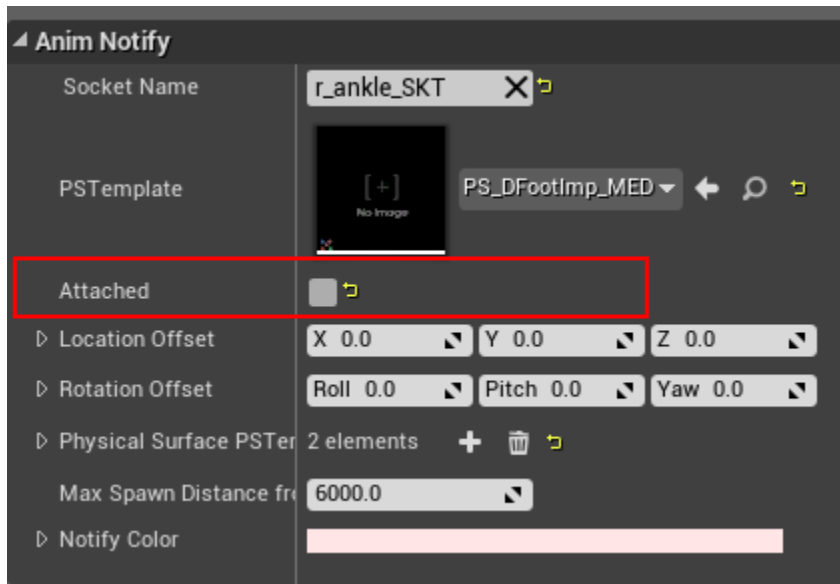 Anim Notify
Socket Name r_ankle_SKT
PSTemplate [+] No Image PS_DFootImp_MED
Attached
Location Offset X 0.0 Y 0.0 Z 0.0
Rotation Offset Roll 0.0 Pitch 0.0 Yaw 0.0
Physical Surface PSTer 2 elements
Max Spawn Distance fro 6000.0
Notify Color